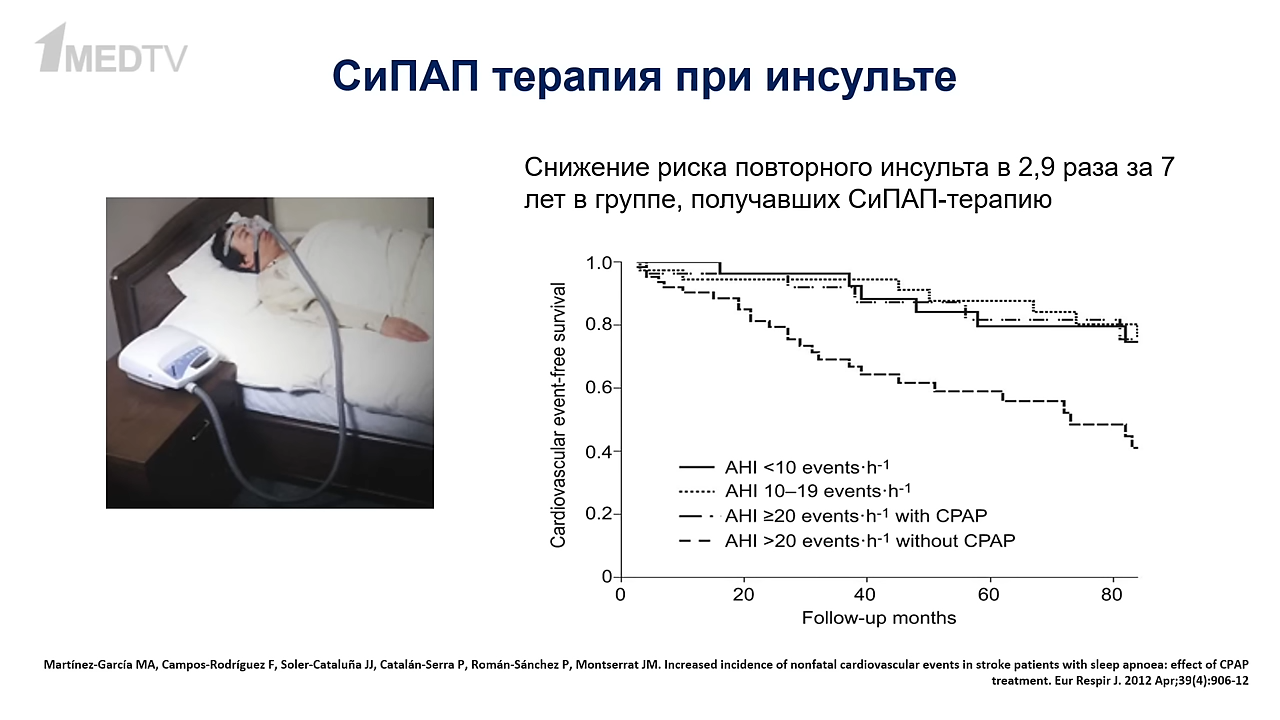 1MEDTV
СиПАП терапия при инсульте
Снижение риска повторного инсульта в 2,9 раза за 7
лет в группе, получавших СиПАП-терапию
Cardiovascular event-free survival
1.0
0.8
0.6
0.4
0.2
0
AHI <10 events·h-1
AHI 10–19 events·h-1
AHI ≥20 events·h-1 with CPAP
AHI >20 events·h-1 without CPAP
0 20 40 60 80
Follow-up months
Martínez-García MA, Campos-Rodríguez F, Soler-Cataluña JJ, Catalán-Serra P, Román-Sánchez P, Montserrat JM. Increased incidence of nonfatal cardiovascular events in stroke patients with sleep apnoea: effect of CPAP
treatment. Eur Respir J. 2012 Apr;39(4):906-12